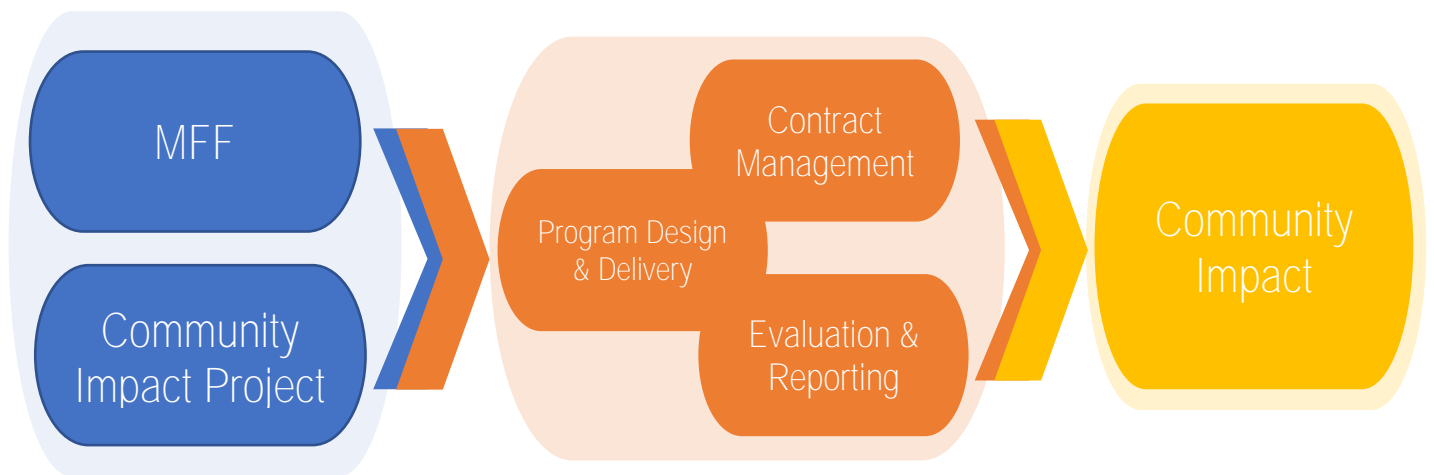 MFF
Community
Impact Project
Program Design
& Delivery
Contract
Management
Evaluation &
Reporting
Community
Impact